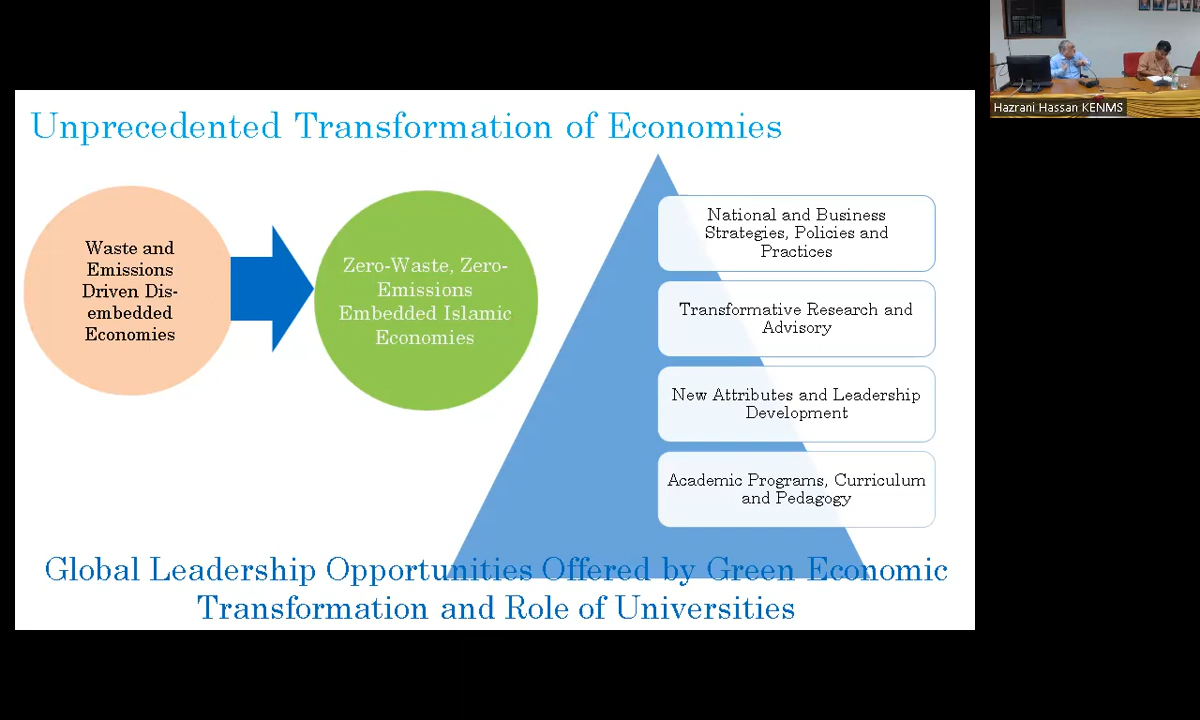 Unprecedented Transformation of Economies
Waste and
Emissions
Driven Dis-
embedded
Economies
Zero-Waste, Zero-
Emissions
Embedded Islamic
Economies
National and Business
Strategies, Policies and
Practices
Transformative Research and
Advisory
New Attributes and Leadership
Development
Academic Programs, Curriculum
and Pedagogy
Global Leadership Opportunities Offered by Green Economic
Transformation and Role of Universities
Hazrani Hassan KENMS